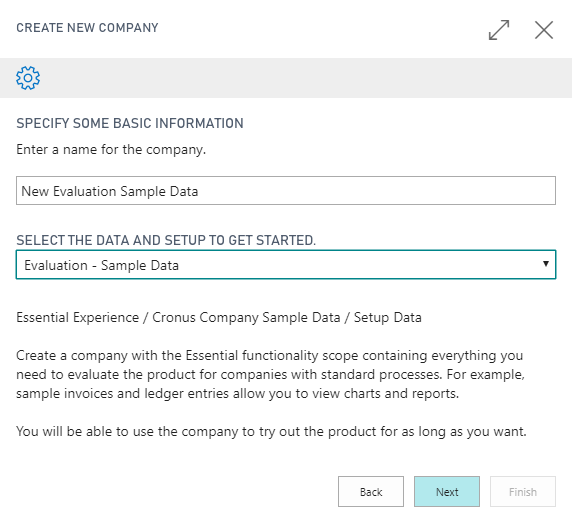 CREATE NEW COMPANY
SPECIFY SOME BASIC INFORMATION
Enter a name for the company.
New Evaluation Sample Data
SELECT THE DATA AND SETUP TO GET STARTED.
Evaluation - Sample Data
Essential Experience / Cronus Company Sample Data / Setup Data
Create a company with the Essential functionality scope containing everything you
need to evaluate the product for companies with standard processes. For example,
sample invoices and ledger entries allow you to view charts and reports.
You will be able to use the company to try out the product for as long as you want.
Back Next Finish